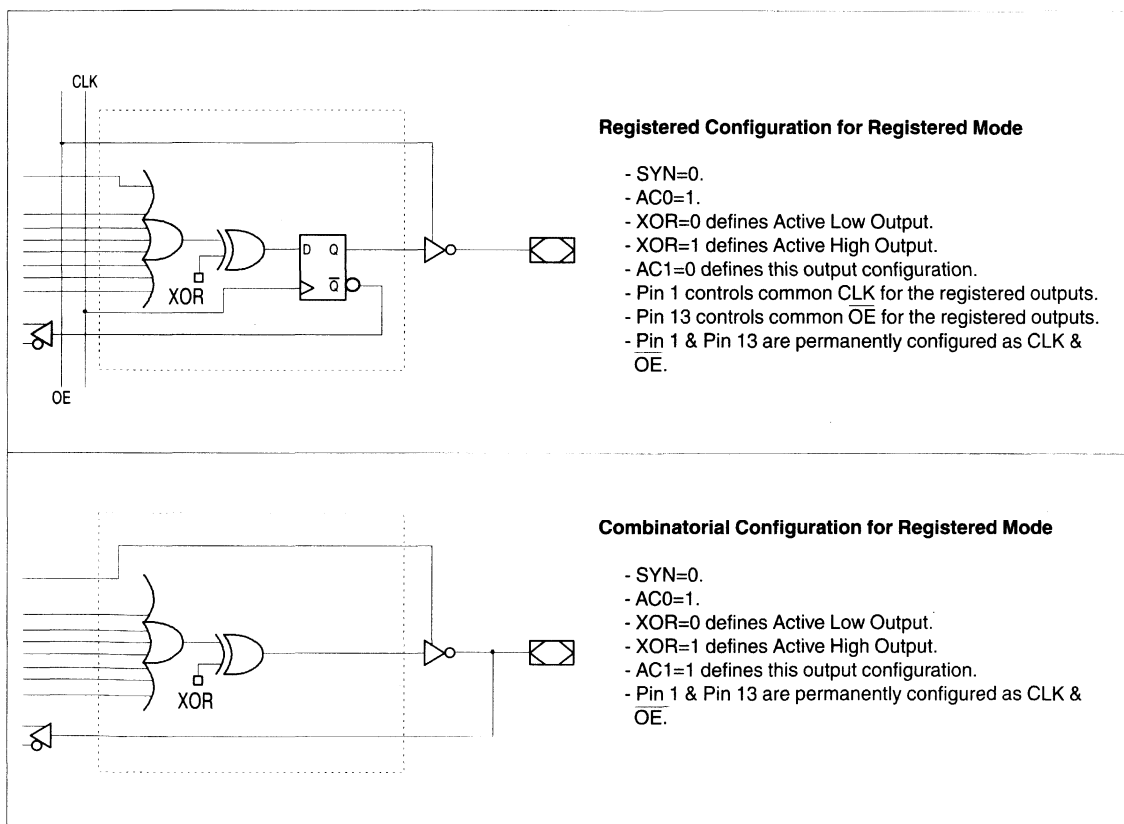 CLK
D Q
Q̅
XOR
OE
Registered Configuration for Registered Mode
- SYN=0.
- AC0=1.
- XOR=0 defines Active Low Output.
- XOR=1 defines Active High Output.
- AC1=0 defines this output configuration.
- Pin 1 controls common CLK for the registered outputs.
- Pin 13 controls common O̅E̅ for the registered outputs.
- Pin 1 & Pin 13 are permanently configured as CLK &
O̅E̅.
XOR
Combinatorial Configuration for Registered Mode
- SYN=0.
- AC0=1.
- XOR=0 defines Active Low Output.
- XOR=1 defines Active High Output.
- AC1=1 defines this output configuration.
- Pin 1 & Pin 13 are permanently configured as CLK &
O̅E̅.